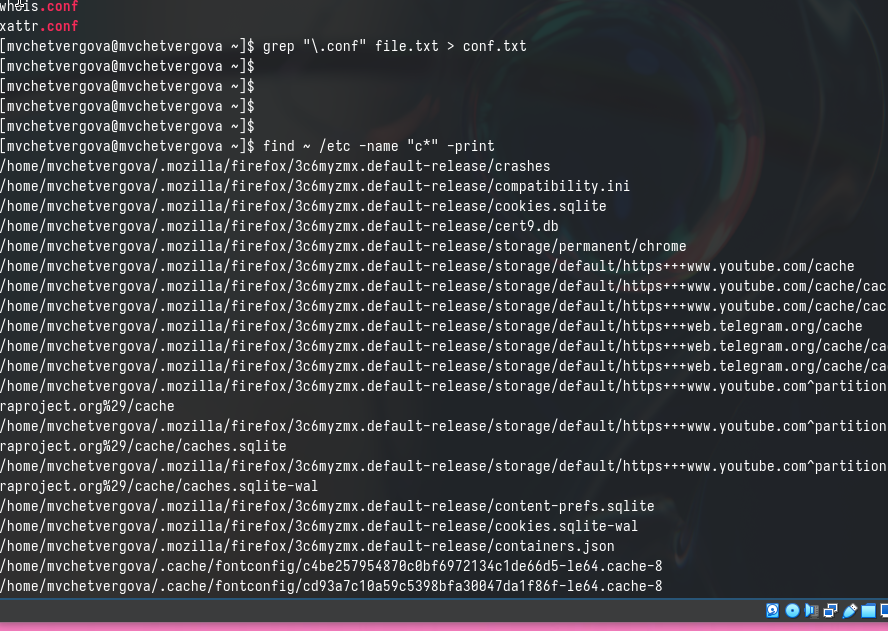 whois.conf
xattr.conf
[mvchetvergova@mvchetvergova ~]$ grep "\.conf" file.txt > conf.txt
[mvchetvergova@mvchetvergova ~]$
[mvchetvergova@mvchetvergova ~]$
[mvchetvergova@mvchetvergova ~]$
[mvchetvergova@mvchetvergova ~]$
[mvchetvergova@mvchetvergova ~]$ find ~ /etc -name "c*" -print
/home/mvchetvergova/.mozilla/firefox/3c6myzmx.default-release/crashes
/home/mvchetvergova/.mozilla/firefox/3c6myzmx.default-release/compatibility.ini
/home/mvchetvergova/.mozilla/firefox/3c6myzmx.default-release/cookies.sqlite
/home/mvchetvergova/.mozilla/firefox/3c6myzmx.default-release/cert9.db
/home/mvchetvergova/.mozilla/firefox/3c6myzmx.default-release/storage/permanent/chrome
/home/mvchetvergova/.mozilla/firefox/3c6myzmx.default-release/storage/default/https+++www.youtube.com/cache
/home/mvchetvergova/.mozilla/firefox/3c6myzmx.default-release/storage/default/https+++www.youtube.com/cache/cac
/home/mvchetvergova/.mozilla/firefox/3c6myzmx.default-release/storage/default/https+++www.youtube.com/cache/cac
/home/mvchetvergova/.mozilla/firefox/3c6myzmx.default-release/storage/default/https+++web.telegram.org/cache
/home/mvchetvergova/.mozilla/firefox/3c6myzmx.default-release/storage/default/https+++web.telegram.org/cache/ca
/home/mvchetvergova/.mozilla/firefox/3c6myzmx.default-release/storage/default/https+++web.telegram.org/cache/ca
/home/mvchetvergova/.mozilla/firefox/3c6myzmx.default-release/storage/default/https+++www.youtube.com^partition
raproject.org%29/cache
/home/mvchetvergova/.mozilla/firefox/3c6myzmx.default-release/storage/default/https+++www.youtube.com^partition
raproject.org%29/cache/caches.sqlite
/home/mvchetvergova/.mozilla/firefox/3c6myzmx.default-release/storage/default/https+++www.youtube.com^partition
raproject.org%29/cache/caches.sqlite-wal
/home/mvchetvergova/.mozilla/firefox/3c6myzmx.default-release/content-prefs.sqlite
/home/mvchetvergova/.mozilla/firefox/3c6myzmx.default-release/cookies.sqlite-wal
/home/mvchetvergova/.mozilla/firefox/3c6myzmx.default-release/containers.json
/home/mvchetvergova/.cache/fontconfig/c4be257954870c0bf6972134c1de66d5-le64.cache-8
/home/mvchetvergova/.cache/fontconfig/cd93a7c10a59c5398bfa30047da1f86f-le64.cache-8